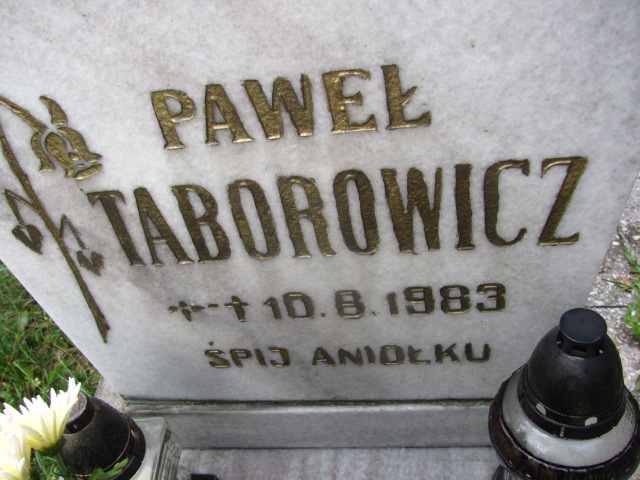 PAWEŁ
TABOROWICZ
10.8.1983
ŚPIJ ANIOŁKU